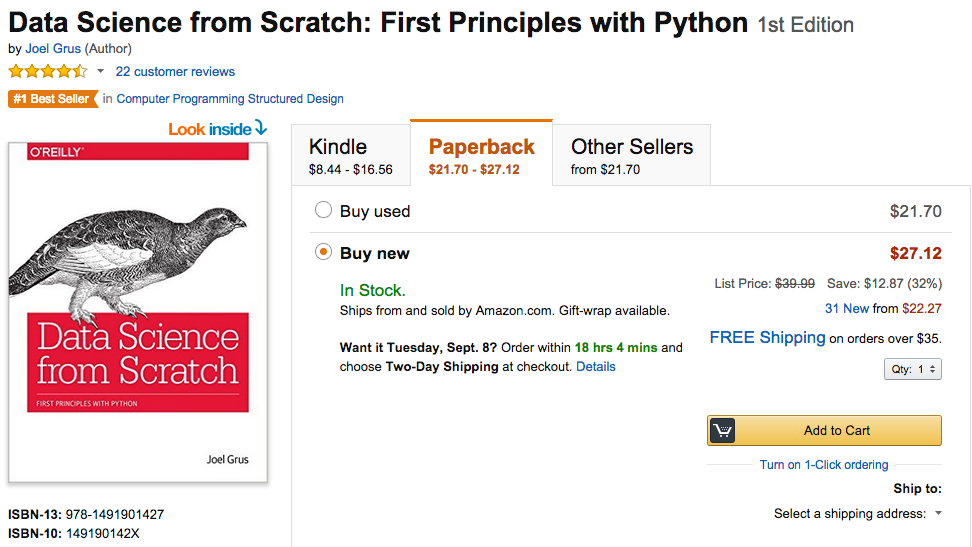 Data Science from Scratch: First Principles with Python 1st Edition
by Joel Grus (Author)
22 customer reviews
#1 Best Seller in Computer Programming Structured Design
Look inside
O'REILLY®
Data Science
from Scratch
FIRST PRINCIPLES WITH PYTHON
Joel Grus
ISBN-13: 978-1491901427
ISBN-10: 149190142X
Kindle
$8.44 - $16.56
Paperback
$21.70 - $27.12
Other Sellers
from $21.70
Buy used $21.70
Buy new $27.12
In Stock.
Ships from and sold by Amazon.com. Gift-wrap available.
Want it Tuesday, Sept. 8? Order within 18 hrs 4 mins and
choose Two-Day Shipping at checkout. Details
List Price: $39.99 Save: $12.87 (32%)
31 New from $22.27
FREE Shipping on orders over $35.
Qty: 1
Add to Cart
Turn on 1-Click ordering
Ship to:
Select a shipping address: